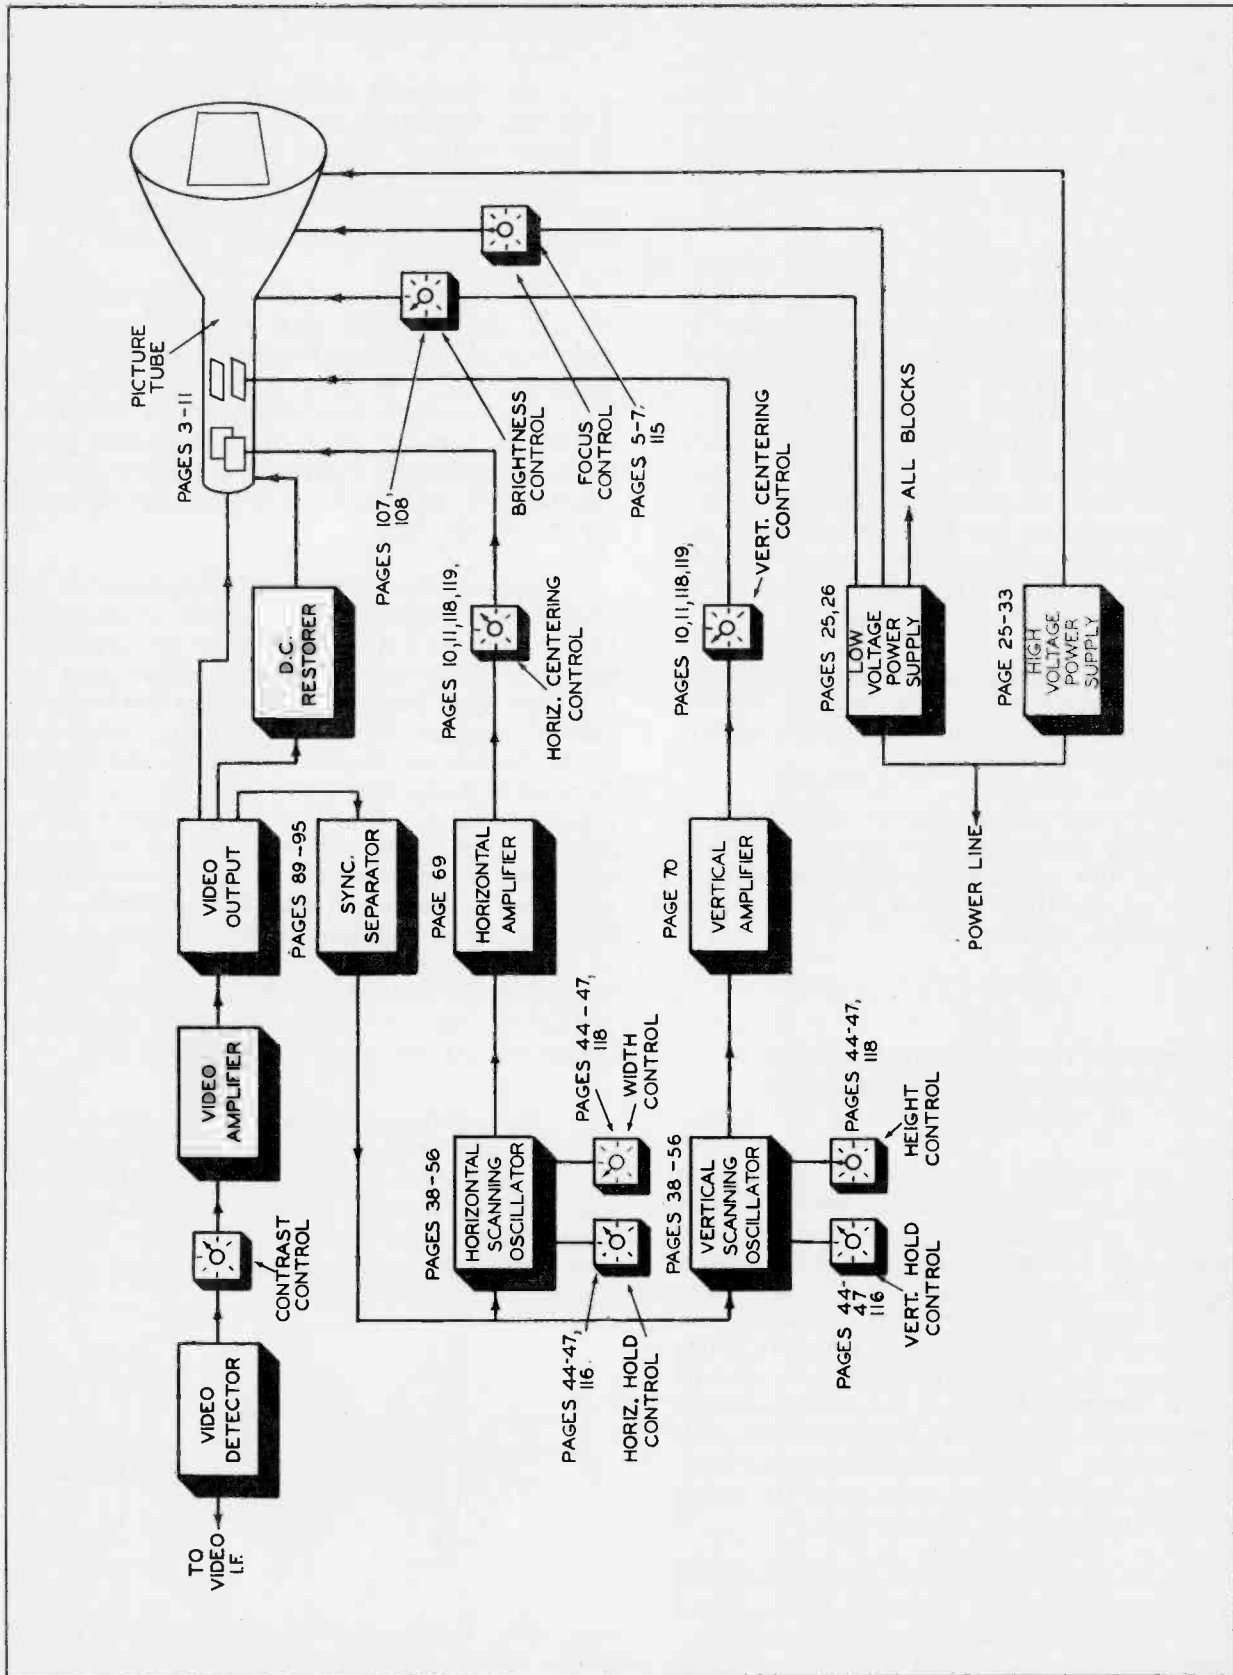 TO
VIDEO
I.F.
VIDEO
DETECTOR
CONTRAST
CONTROL
VIDEO
AMPLIFIER
VIDEO
OUTPUT
D.C.
RESTORER
PICTURE
TUBE
PAGES 3-11
PAGES 89-95
SYNC.
SEPARATOR
PAGES 107,
108
BRIGHTNESS
CONTROL
FOCUS
CONTROL
PAGES 5-7,
115
PAGES 38-56
HORIZONTAL
SCANNING
OSCILLATOR
PAGE 69
HORIZONTAL
AMPLIFIER
PAGES 10,11,118,119,
HORIZ. CENTERING
CONTROL
PAGES 44-47,
116.
HORIZ. HOLD
CONTROL
PAGES 44-47,
118
WIDTH
CONTROL
PAGES 38-56
VERTICAL
SCANNING
OSCILLATOR
PAGE 70
VERTICAL
AMPLIFIER
PAGES 10,11,118,119,
VERT. CENTERING
CONTROL
PAGES 44-
47
116
VERT. HOLD
CONTROL
PAGES 44-47,
118
HEIGHT
CONTROL
PAGES 25,26
LOW
VOLTAGE
POWER
SUPPLY
ALL BLOCKS
POWER LINE
PAGE 25-33
HIGH
VOLTAGE
POWER
SUPPLY